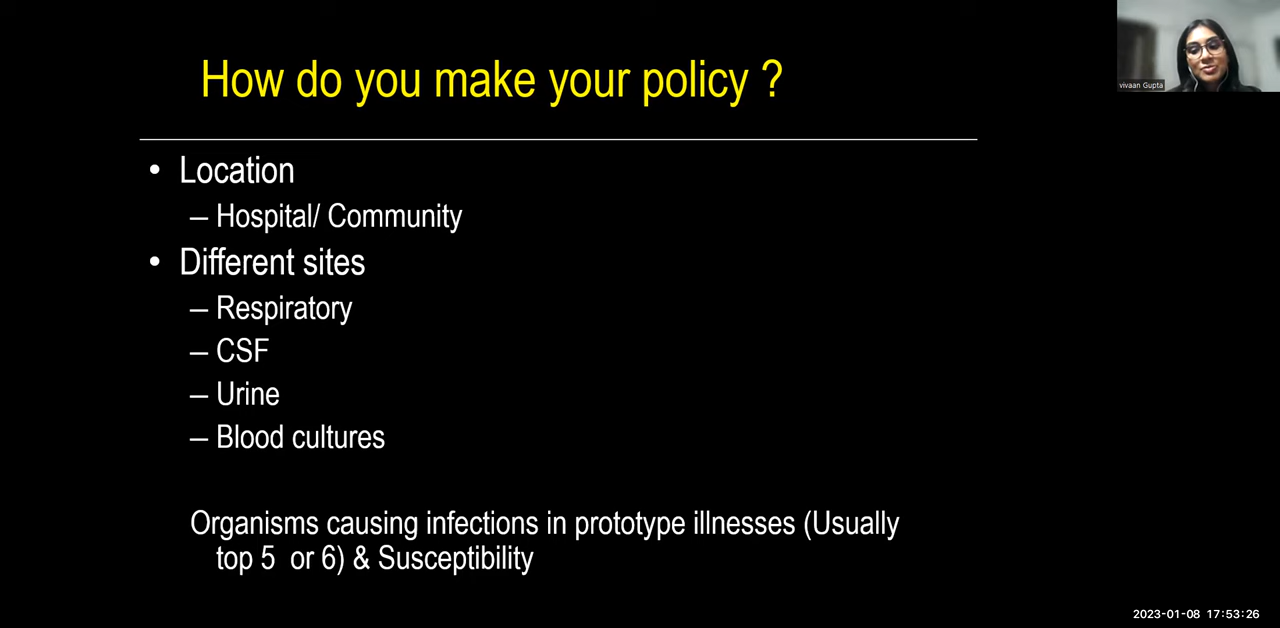 How do you make your policy ?
vivaan Gupta
• Location
– Hospital/ Community
• Different sites
– Respiratory
– CSF
– Urine
– Blood cultures
Organisms causing infections in prototype illnesses (Usually
top 5 or 6) & Susceptibility
2023-01-08 17:53:26